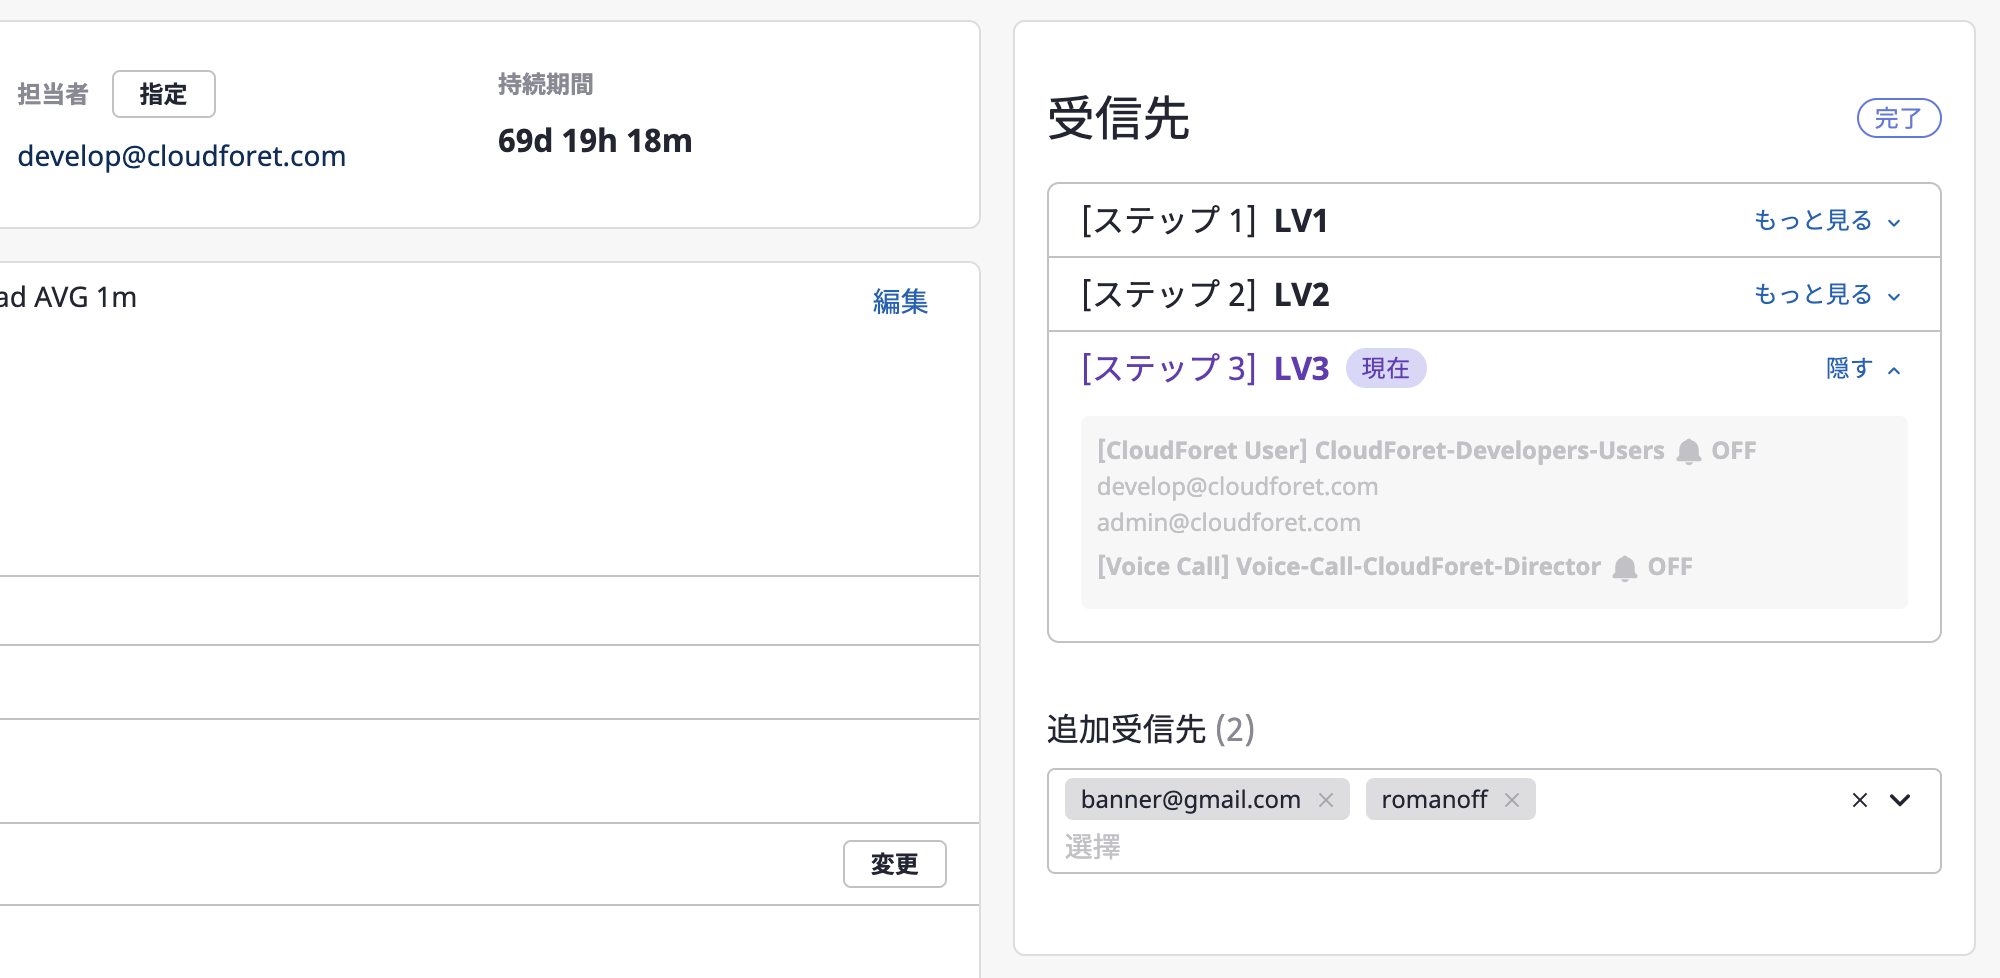 担当者 指定
develop@cloudforet.com
持続期間
69d 19h 18m
ad AVG 1m 編集
変更
受信先 完了
[ステップ 1] LV1 もっと見る
[ステップ 2] LV2 もっと見る
[ステップ 3] LV3 現在 隠す
[CloudForet User] CloudForet-Developers-Users OFF
develop@cloudforet.com
admin@cloudforet.com
[Voice Call] Voice-Call-CloudForet-Director OFF
追加受信先 (2)
banner@gmail.com romanoff
選擇